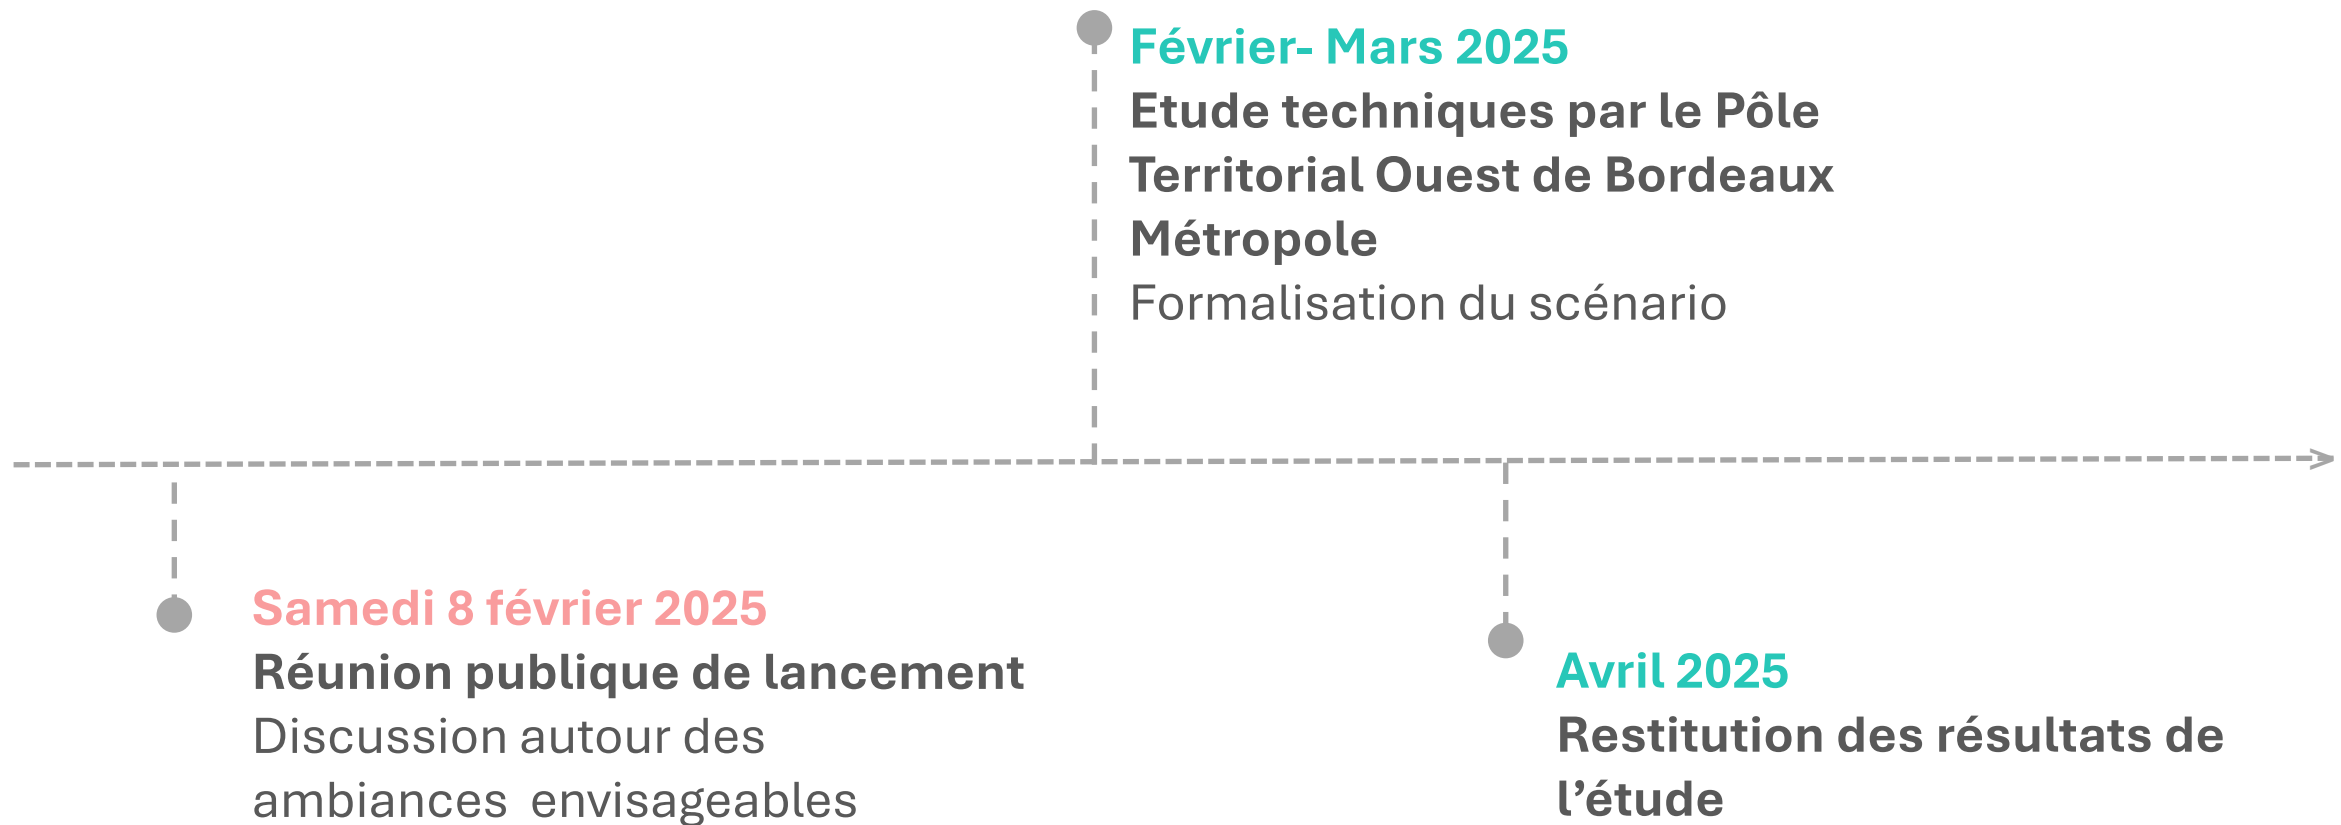 Février- Mars 2025
Etude techniques par le Pôle
Territorial Ouest de Bordeaux
Métropole
Formalisation du scénario
Samedi 8 février 2025
Réunion publique de lancement
Discussion autour des
ambiances  envisageables
Avril 2025
Restitution des résultats de
l’étude